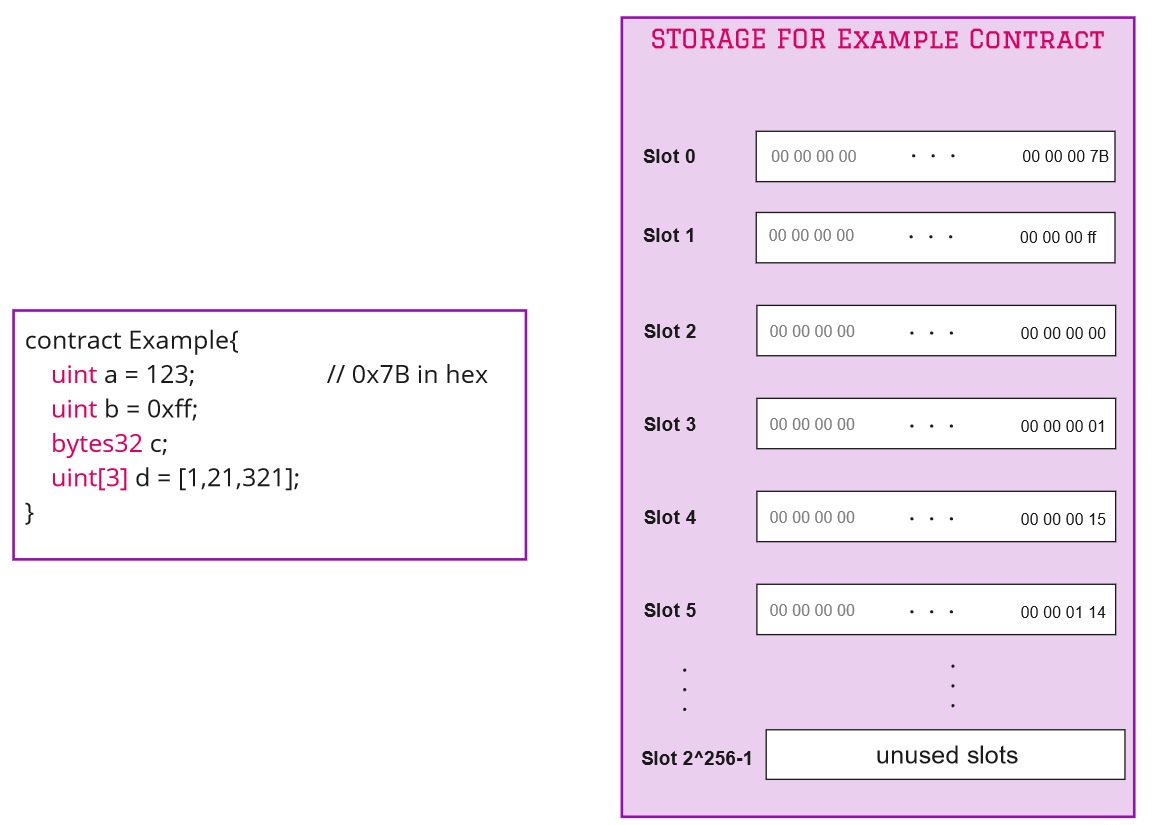 contract Example{
uint a = 123; // 0x7B in hex
uint b = 0xff;
bytes32 c;
uint[3] d = [1,21,321];
}
STORAGE FOR EXAMPLE CONTRACT
Slot 0 00 00 00 00 . . . 00 00 00 7B
Slot 1 00 00 00 00 . . . 00 00 00 ff
Slot 2 00 00 00 00 . . . 00 00 00 00
Slot 3 00 00 00 00 . . . 00 00 00 01
Slot 4 00 00 00 00 . . . 00 00 00 15
Slot 5 00 00 00 00 . . . 00 00 01 14
Slot 2^256-1 unused slots